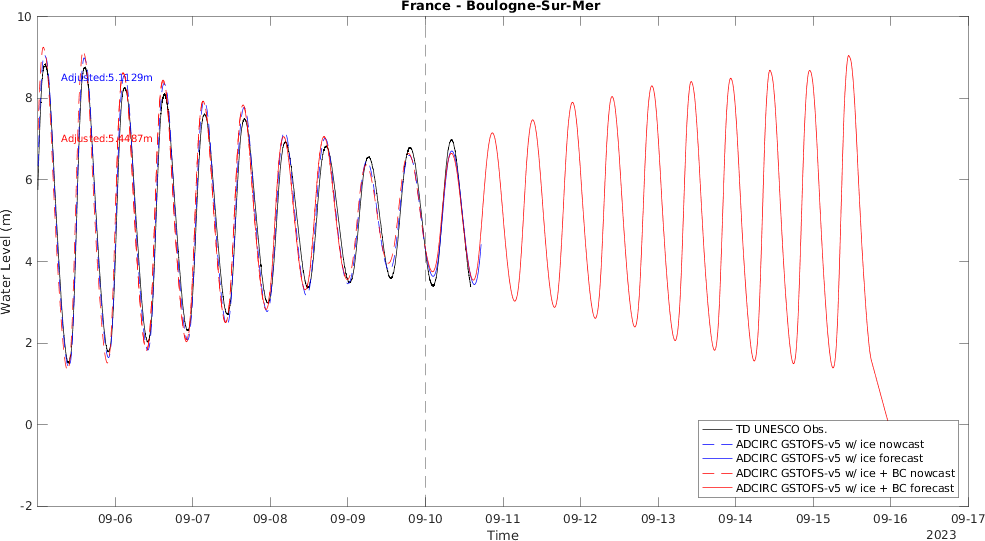 France - Boulogne-Sur-Mer
10
8
6
4
2
0
-2
Water Level (m)
Adjusted:5.1129m
Adjusted:5.4487m
TD UNESCO Obs.
ADCIRC GSTOFS-v5 w/ ice nowcast
ADCIRC GSTOFS-v5 w/ ice forecast
ADCIRC GSTOFS-v5 w/ ice + BC nowcast
ADCIRC GSTOFS-v5 w/ ice + BC forecast
09-06 09-07 09-08 09-09 09-10 09-11 09-12 09-13 09-14 09-15 09-16 09-17
Time
2023